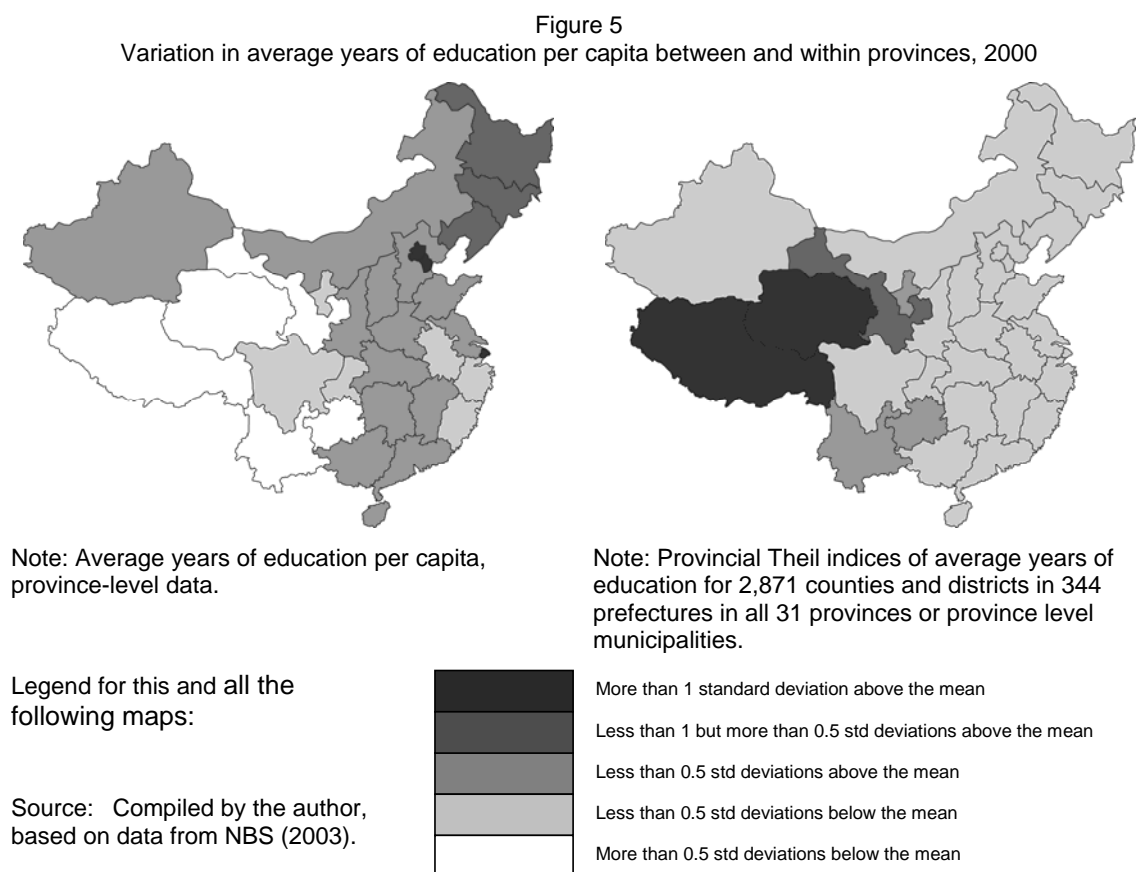 Figure 5
Variation in average years of education per capita between and within provinces, 2000
Note: Average years of education per capita,
province-level data.
Note: Provincial Theil indices of average years of
education for 2,871 counties and districts in 344
prefectures in all 31 provinces or province level
municipalities.
Legend for this and all the
following maps:
Source: Compiled by the author,
based on data from NBS (2003).
More than 1 standard deviation above the mean
Less than 1 but more than 0.5 std deviations above the mean
Less than 0.5 std deviations above the mean
Less than 0.5 std deviations below the mean
More than 0.5 std deviations below the mean